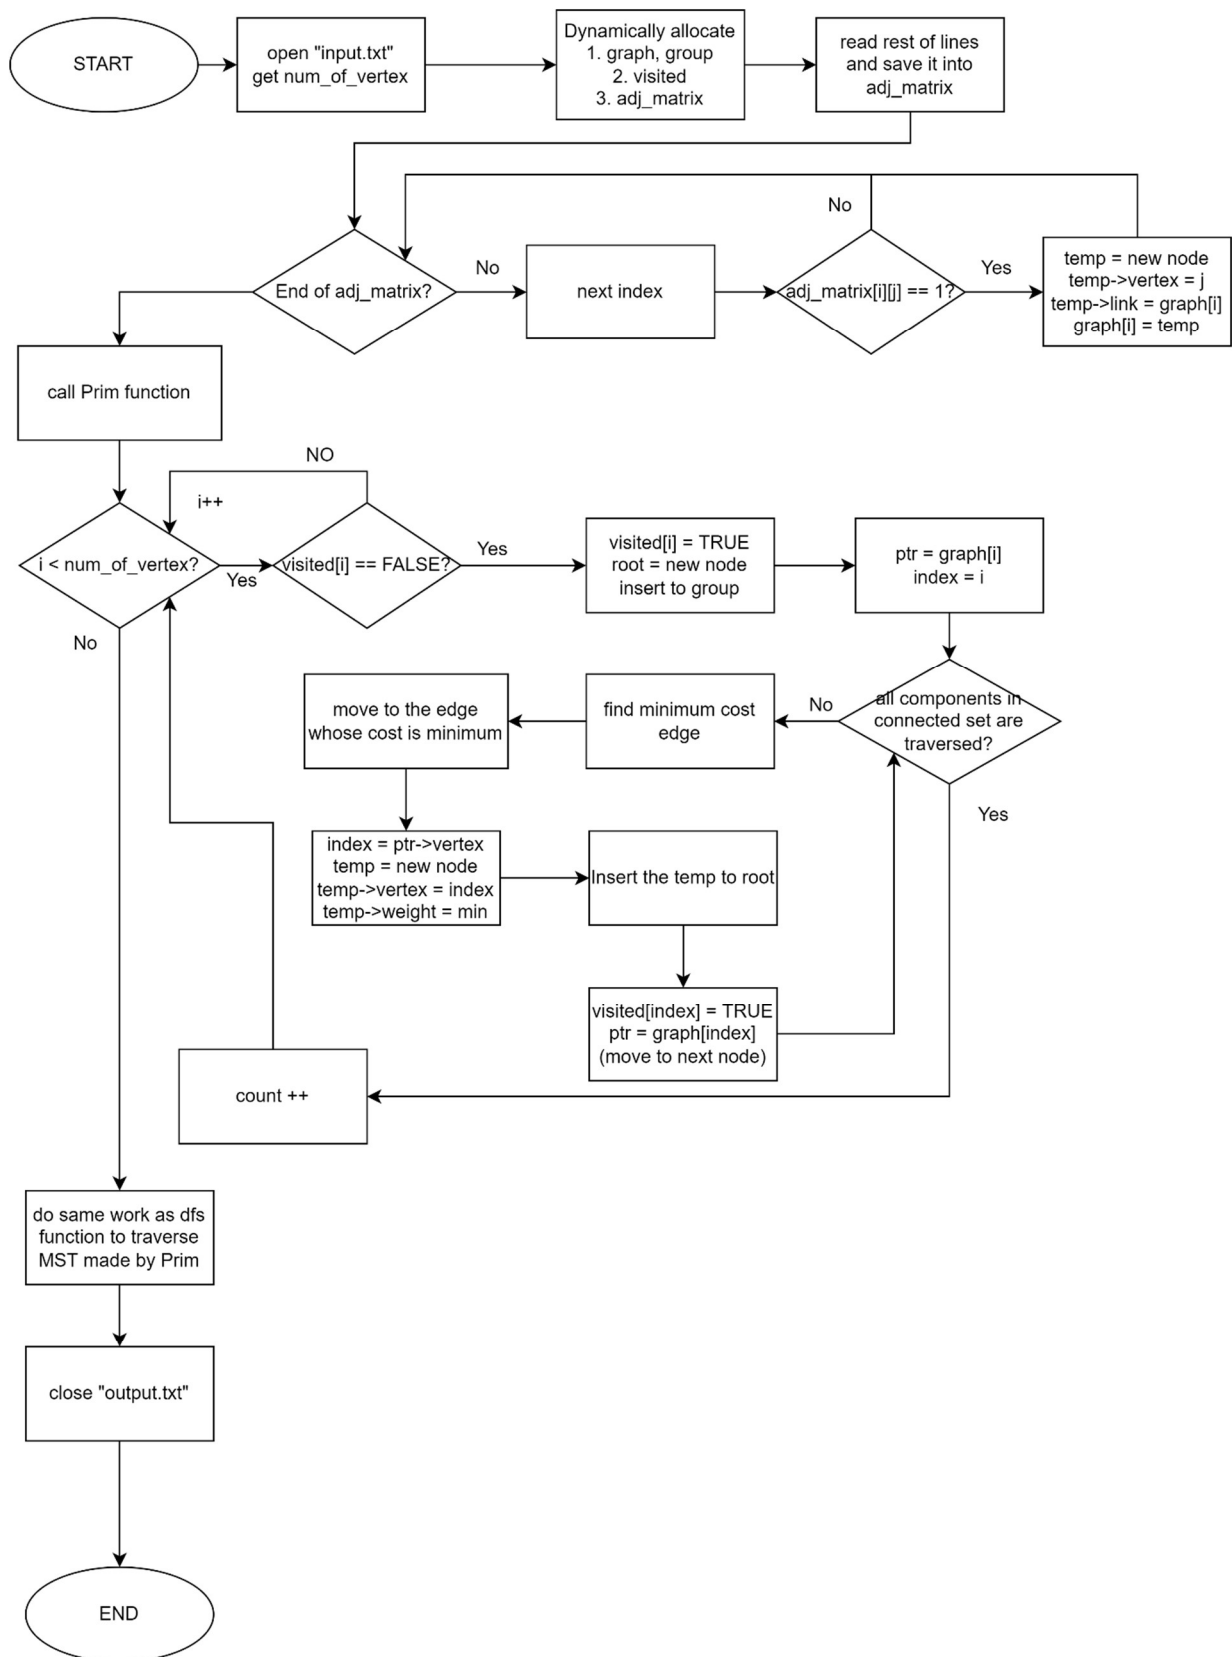 START
open "input.txt"
get num_of_vertex
Dynamically allocate
1. graph, group
2. visited
3. adj_matrix
read rest of lines
and save it into
adj_matrix
No
End of adj_matrix?
No
next index
adj_matrix[i][j] == 1?
Yes
temp = new node
temp->vertex = j
temp->link = graph[i]
graph[i] = temp
call Prim function
NO
i++
i < num_of_vertex?
Yes
visited[i] == FALSE?
Yes
visited[i] = TRUE
root = new node
insert to group
ptr = graph[i]
index = i
No
all components in
connected set are
traversed?
No
find minimum cost
edge
move to the edge
whose cost is minimum
Yes
index = ptr->vertex
temp = new node
temp->vertex = index
temp->weight = min
Insert the temp to root
visited[index] = TRUE
ptr = graph[index]
(move to next node)
count ++
do same work as dfs
function to traverse
MST made by Prim
close "output.txt"
END